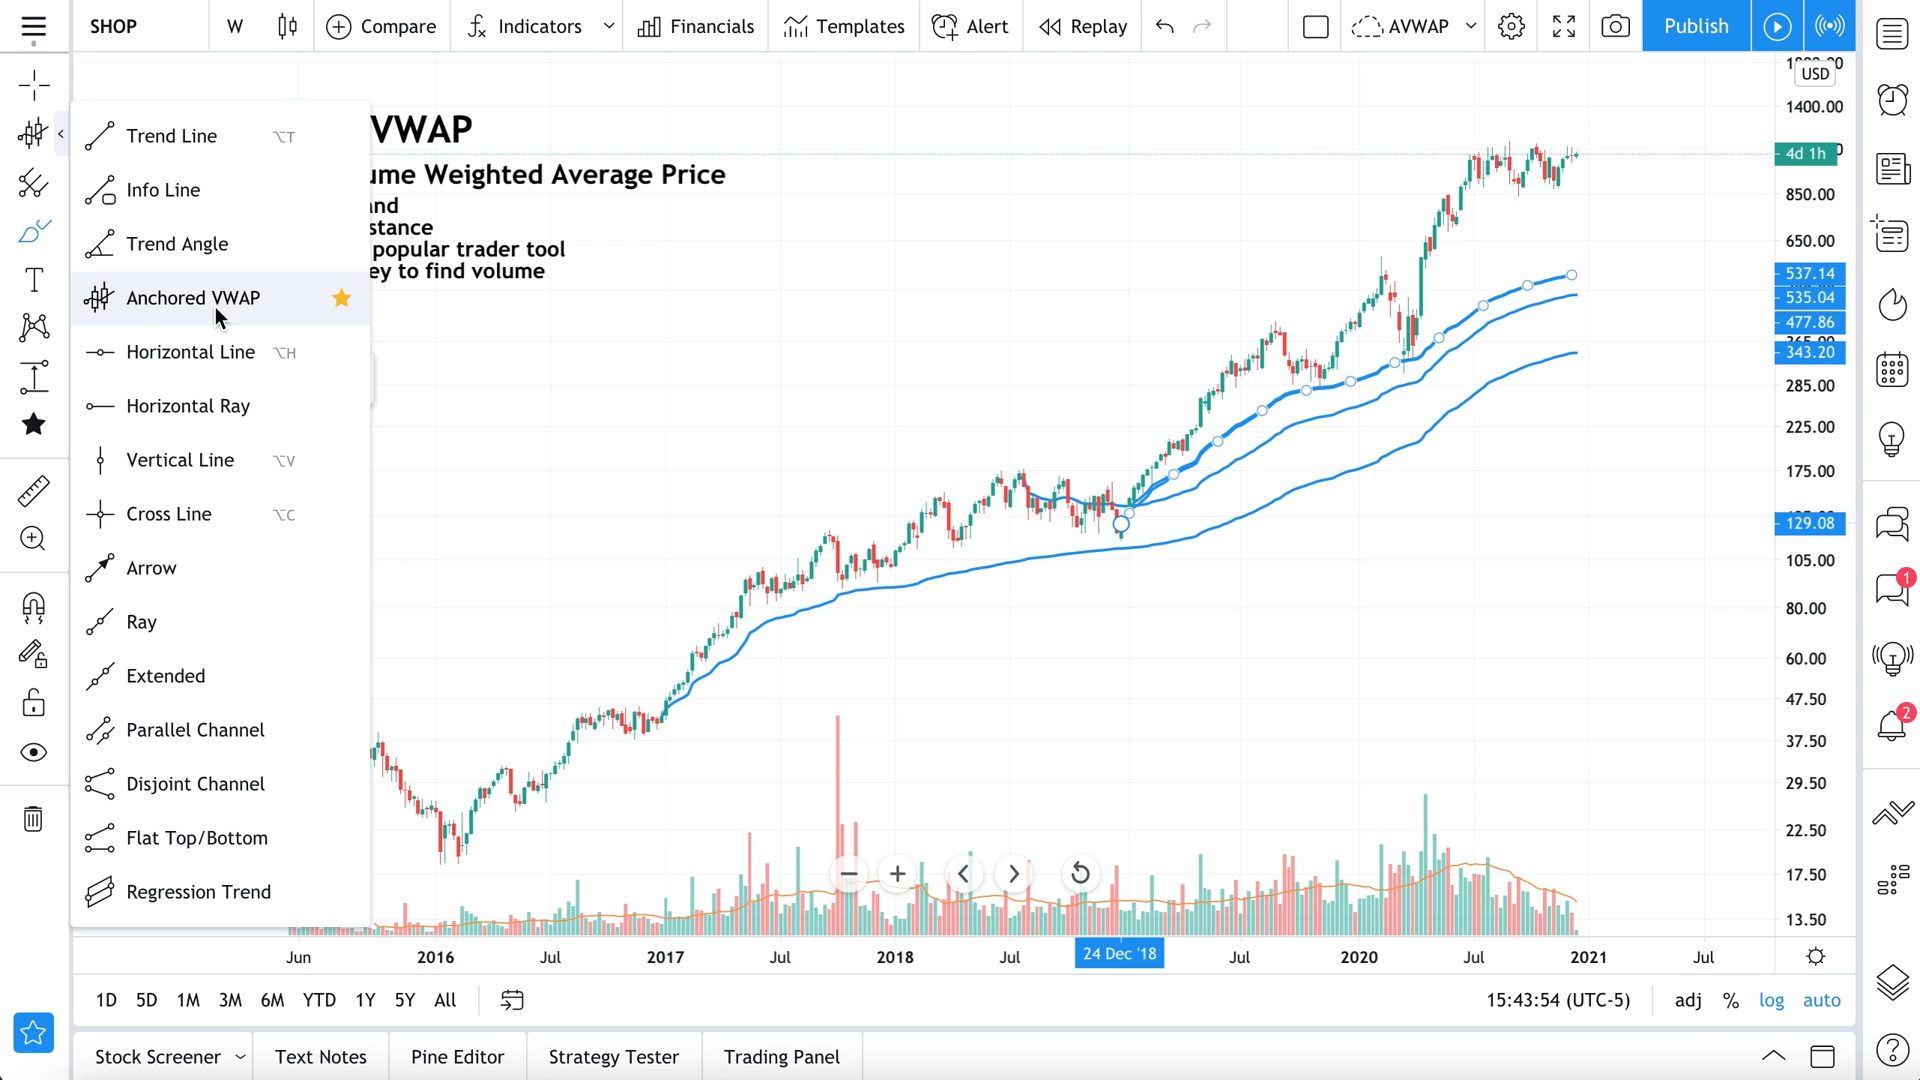 SHOP W Compare Indicators Financials Templates Alert Replay AVWAP Publish
USD
1400.00
Trend Line ⌥T
VWAP
4d 1h
Info Line
ume Weighted Average Price
850.00
and
stance
Trend Angle
popular trader tool
650.00
ey to find volume
537.14
Anchored VWAP
535.04
477.86
Horizontal Line ⌥H
343.20
285.00
Horizontal Ray
225.00
Vertical Line ⌥V
175.00
Cross Line ⌥C
129.08
Arrow
105.00
1
Ray
80.00
Extended
60.00
47.50
2
Parallel Channel
37.50
Disjoint Channel
29.50
Flat Top/Bottom
22.50
17.50
Regression Trend
13.50
Jun 2016 Jul 2017 Jul 2018 Jul 24 Dec '18 Jul 2020 Jul 2021 Jul
1D 5D 1M 3M 6M YTD 1Y 5Y All 15:43:54 (UTC-5) adj % log auto
Stock Screener Text Notes Pine Editor Strategy Tester Trading Panel